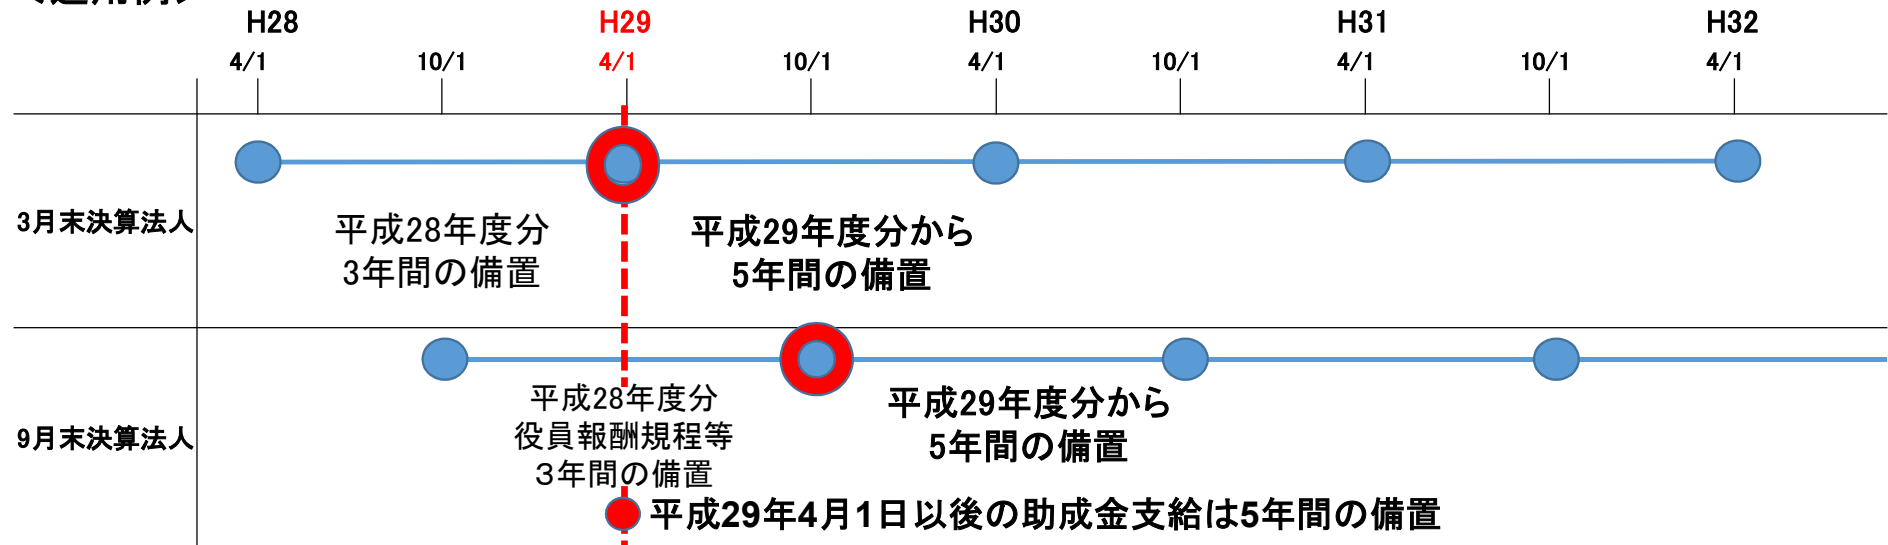 H28 H29 H30 H31 H32
4/1 10/1 4/1 10/1 4/1 10/1 4/1 10/1 4/1
3月末決算法人
平成28年度分
3年間の備置
平成29年度分から
5年間の備置
9月末決算法人
平成28年度分
役員報酬規程等
３年間の備置
平成29年度分から
5年間の備置
平成29年4月1日以後の助成金支給は5年間の備置